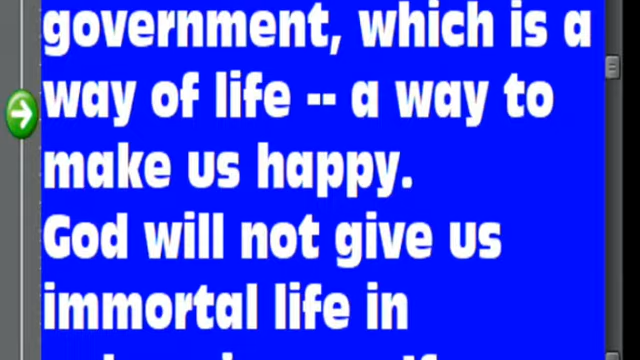 government, which is a
way of life -- a way to
make us happy.
God will not give us
immortal life in